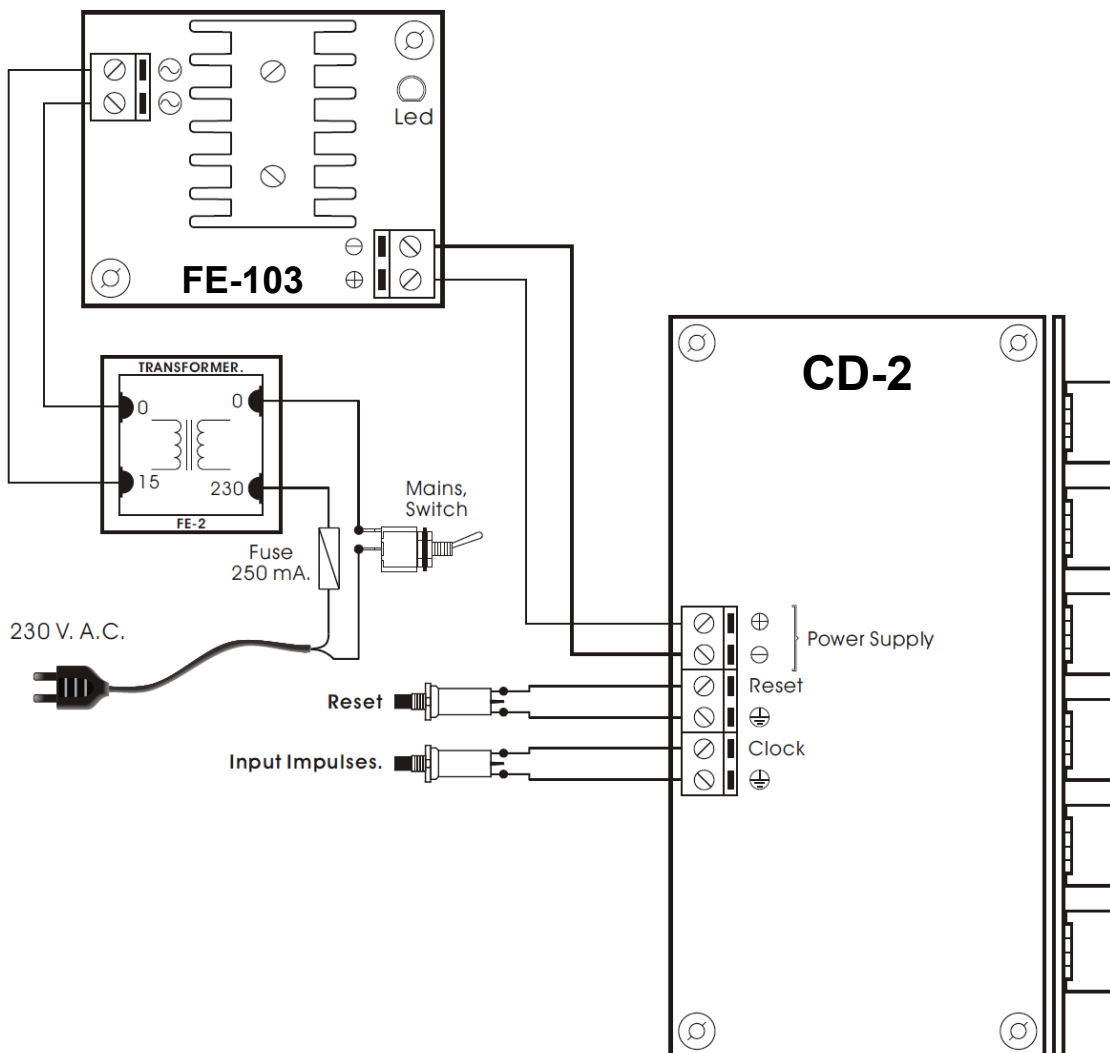 Led
FE-103
TRANSFORMER.
0
0
15
230
FE-2
Mains,
Switch
Fuse
250 mA.
230 V. A.C.
CD-2
Power Supply
Reset
Reset
Input Impulses.
Clock